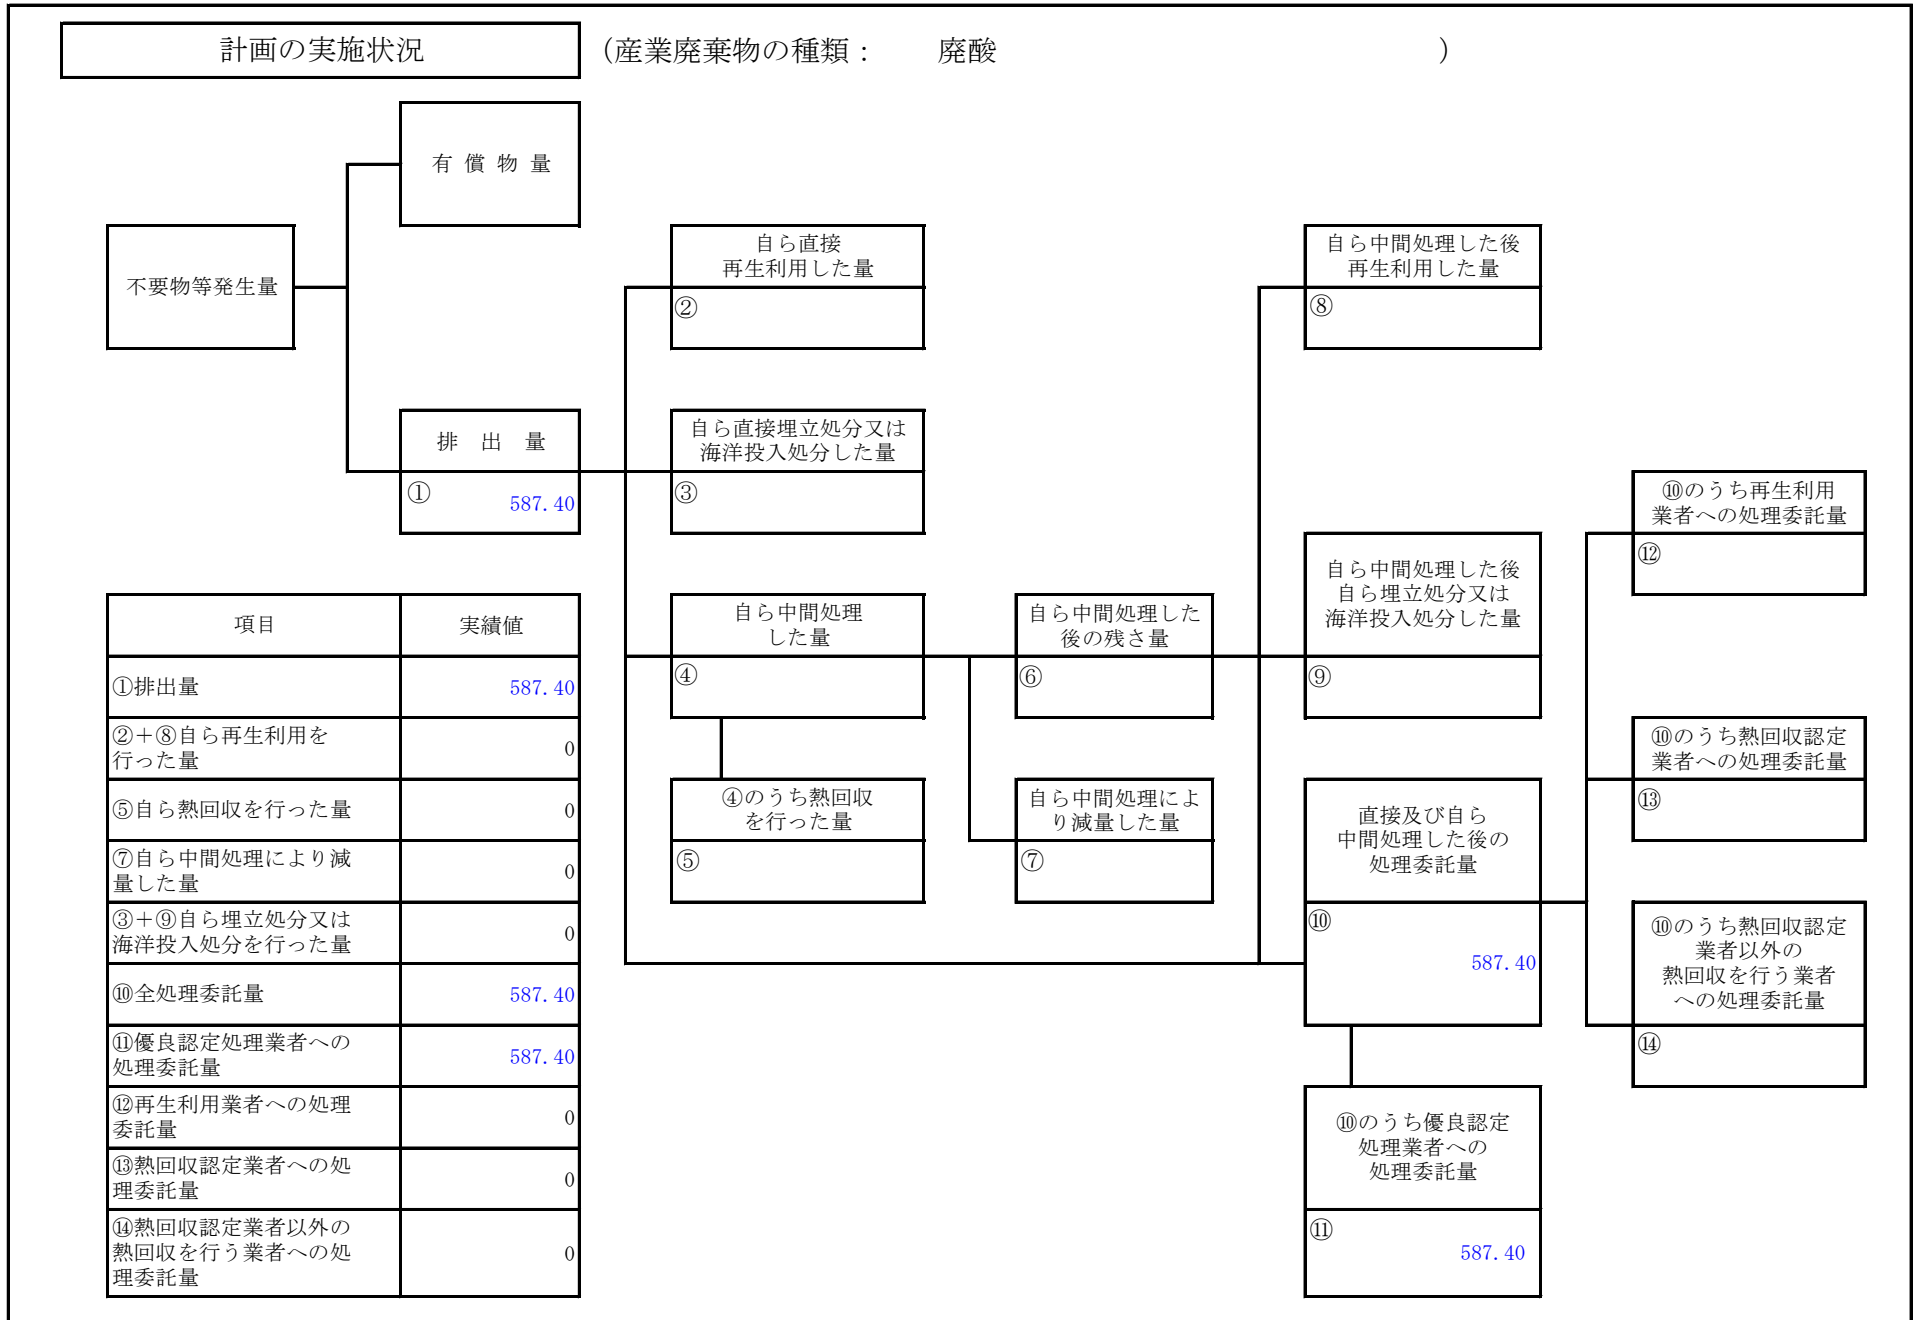 計画の実施状況
（産業廃棄物の種類： 廃酸 ）
有 償 物 量
不要物等発生量
自ら直接
再生利用した量
②
自ら中間処理した後
再生利用した量
⑧
排 出 量
① 587.40
自ら直接埋立処分又は
海洋投入処分した量
③
⑩のうち再生利用
業者への処理委託量
⑫
自ら中間処理した後
自ら埋立処分又は
海洋投入処分した量
⑨
自ら中間処理
した量
④
自ら中間処理した
後の残さ量
⑥
④のうち熱回収
を行った量
⑤
自ら中間処理によ
り減量した量
⑦
直接及び自ら
中間処理した後の
処理委託量
⑩
587.40
⑩のうち熱回収認定
業者への処理委託量
⑬
⑩のうち熱回収認定
業者以外の
熱回収を行う業者
への処理委託量
⑭
⑩のうち優良認定
処理業者への
処理委託量
⑪
587.40
項目 実績値
①排出量 587.40
②＋⑧自ら再生利用を
行った量 0
⑤自ら熱回収を行った量 0
⑦自ら中間処理により減
量した量 0
③＋⑨自ら埋立処分又は
海洋投入処分を行った量 0
⑩全処理委託量 587.40
⑪優良認定処理業者への
処理委託量 587.40
⑫再生利用業者への処理
委託量 0
⑬熱回収認定業者への処
理委託量 0
⑭熱回収認定業者以外の
熱回収を行う業者への処
理委託量 0